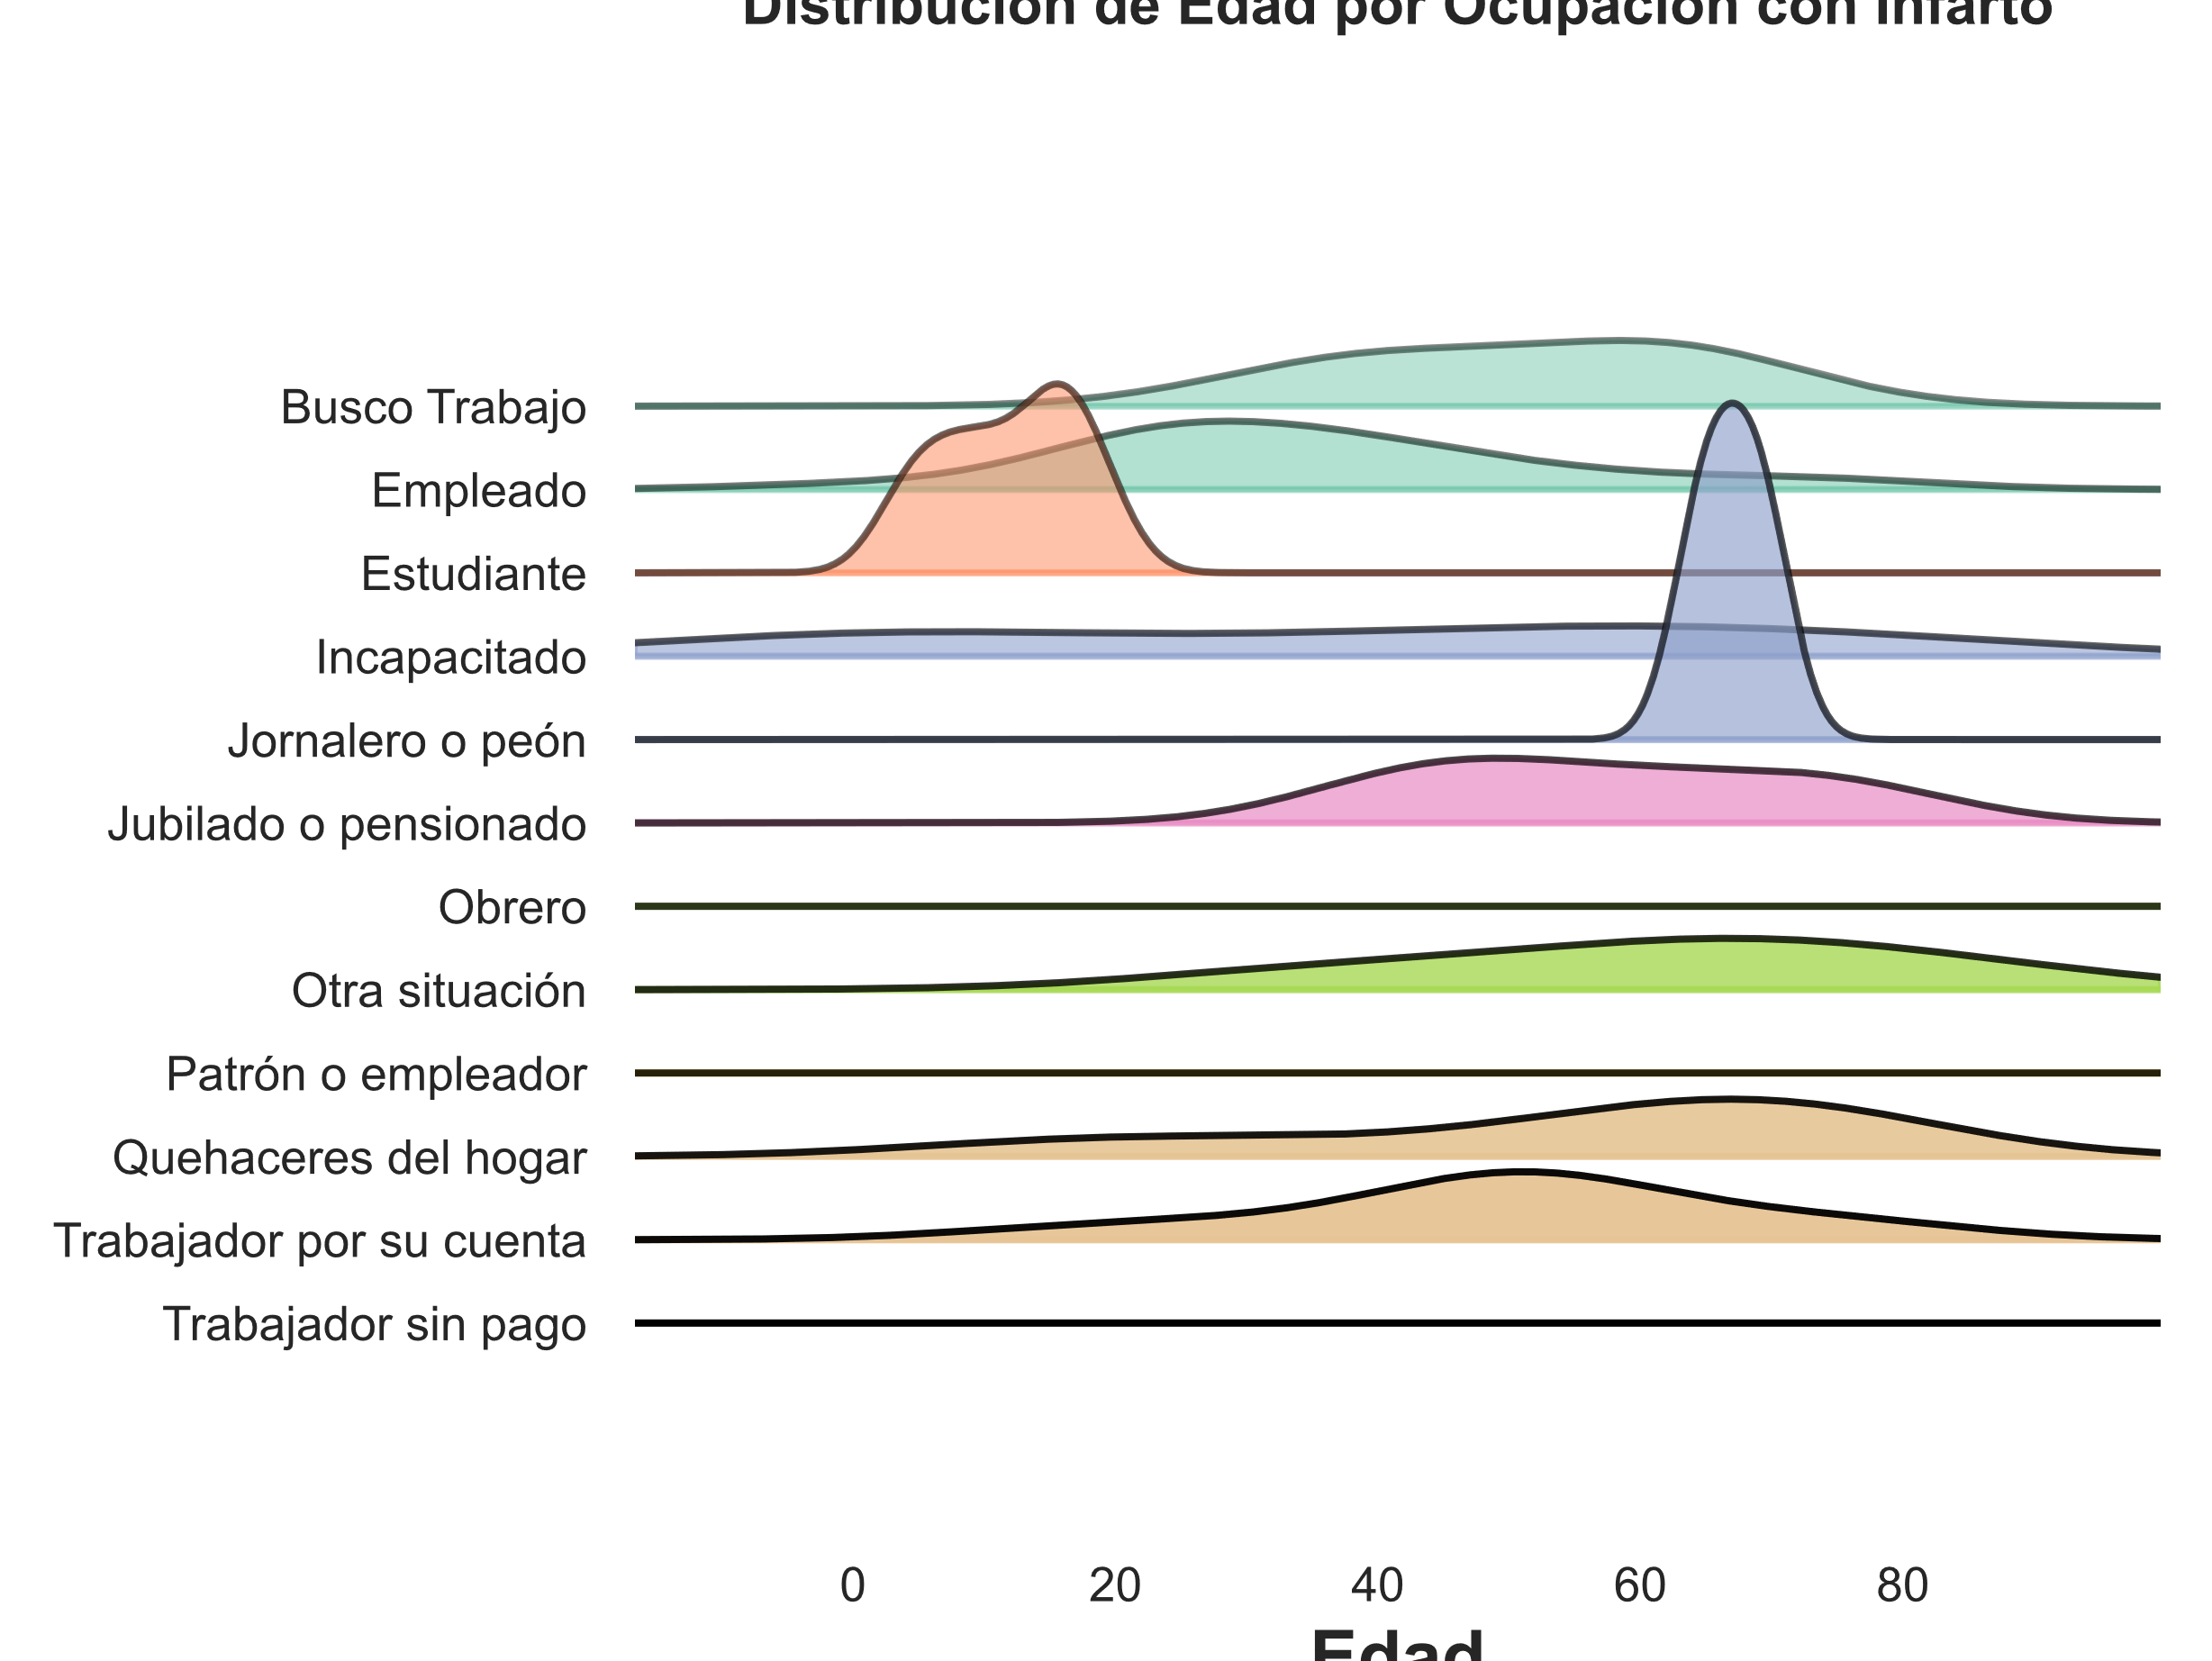 Distribución de Edad por Ocupación con Infarto
Busco Trabajo
Empleado
Estudiante
Incapacitado
Jornalero o peón
Jubilado o pensionado
Obrero
Otra situación
Patrón o empleador
Quehaceres del hogar
Trabajador por su cuenta
Trabajador sin pago
0 20 40 60 80
Edad